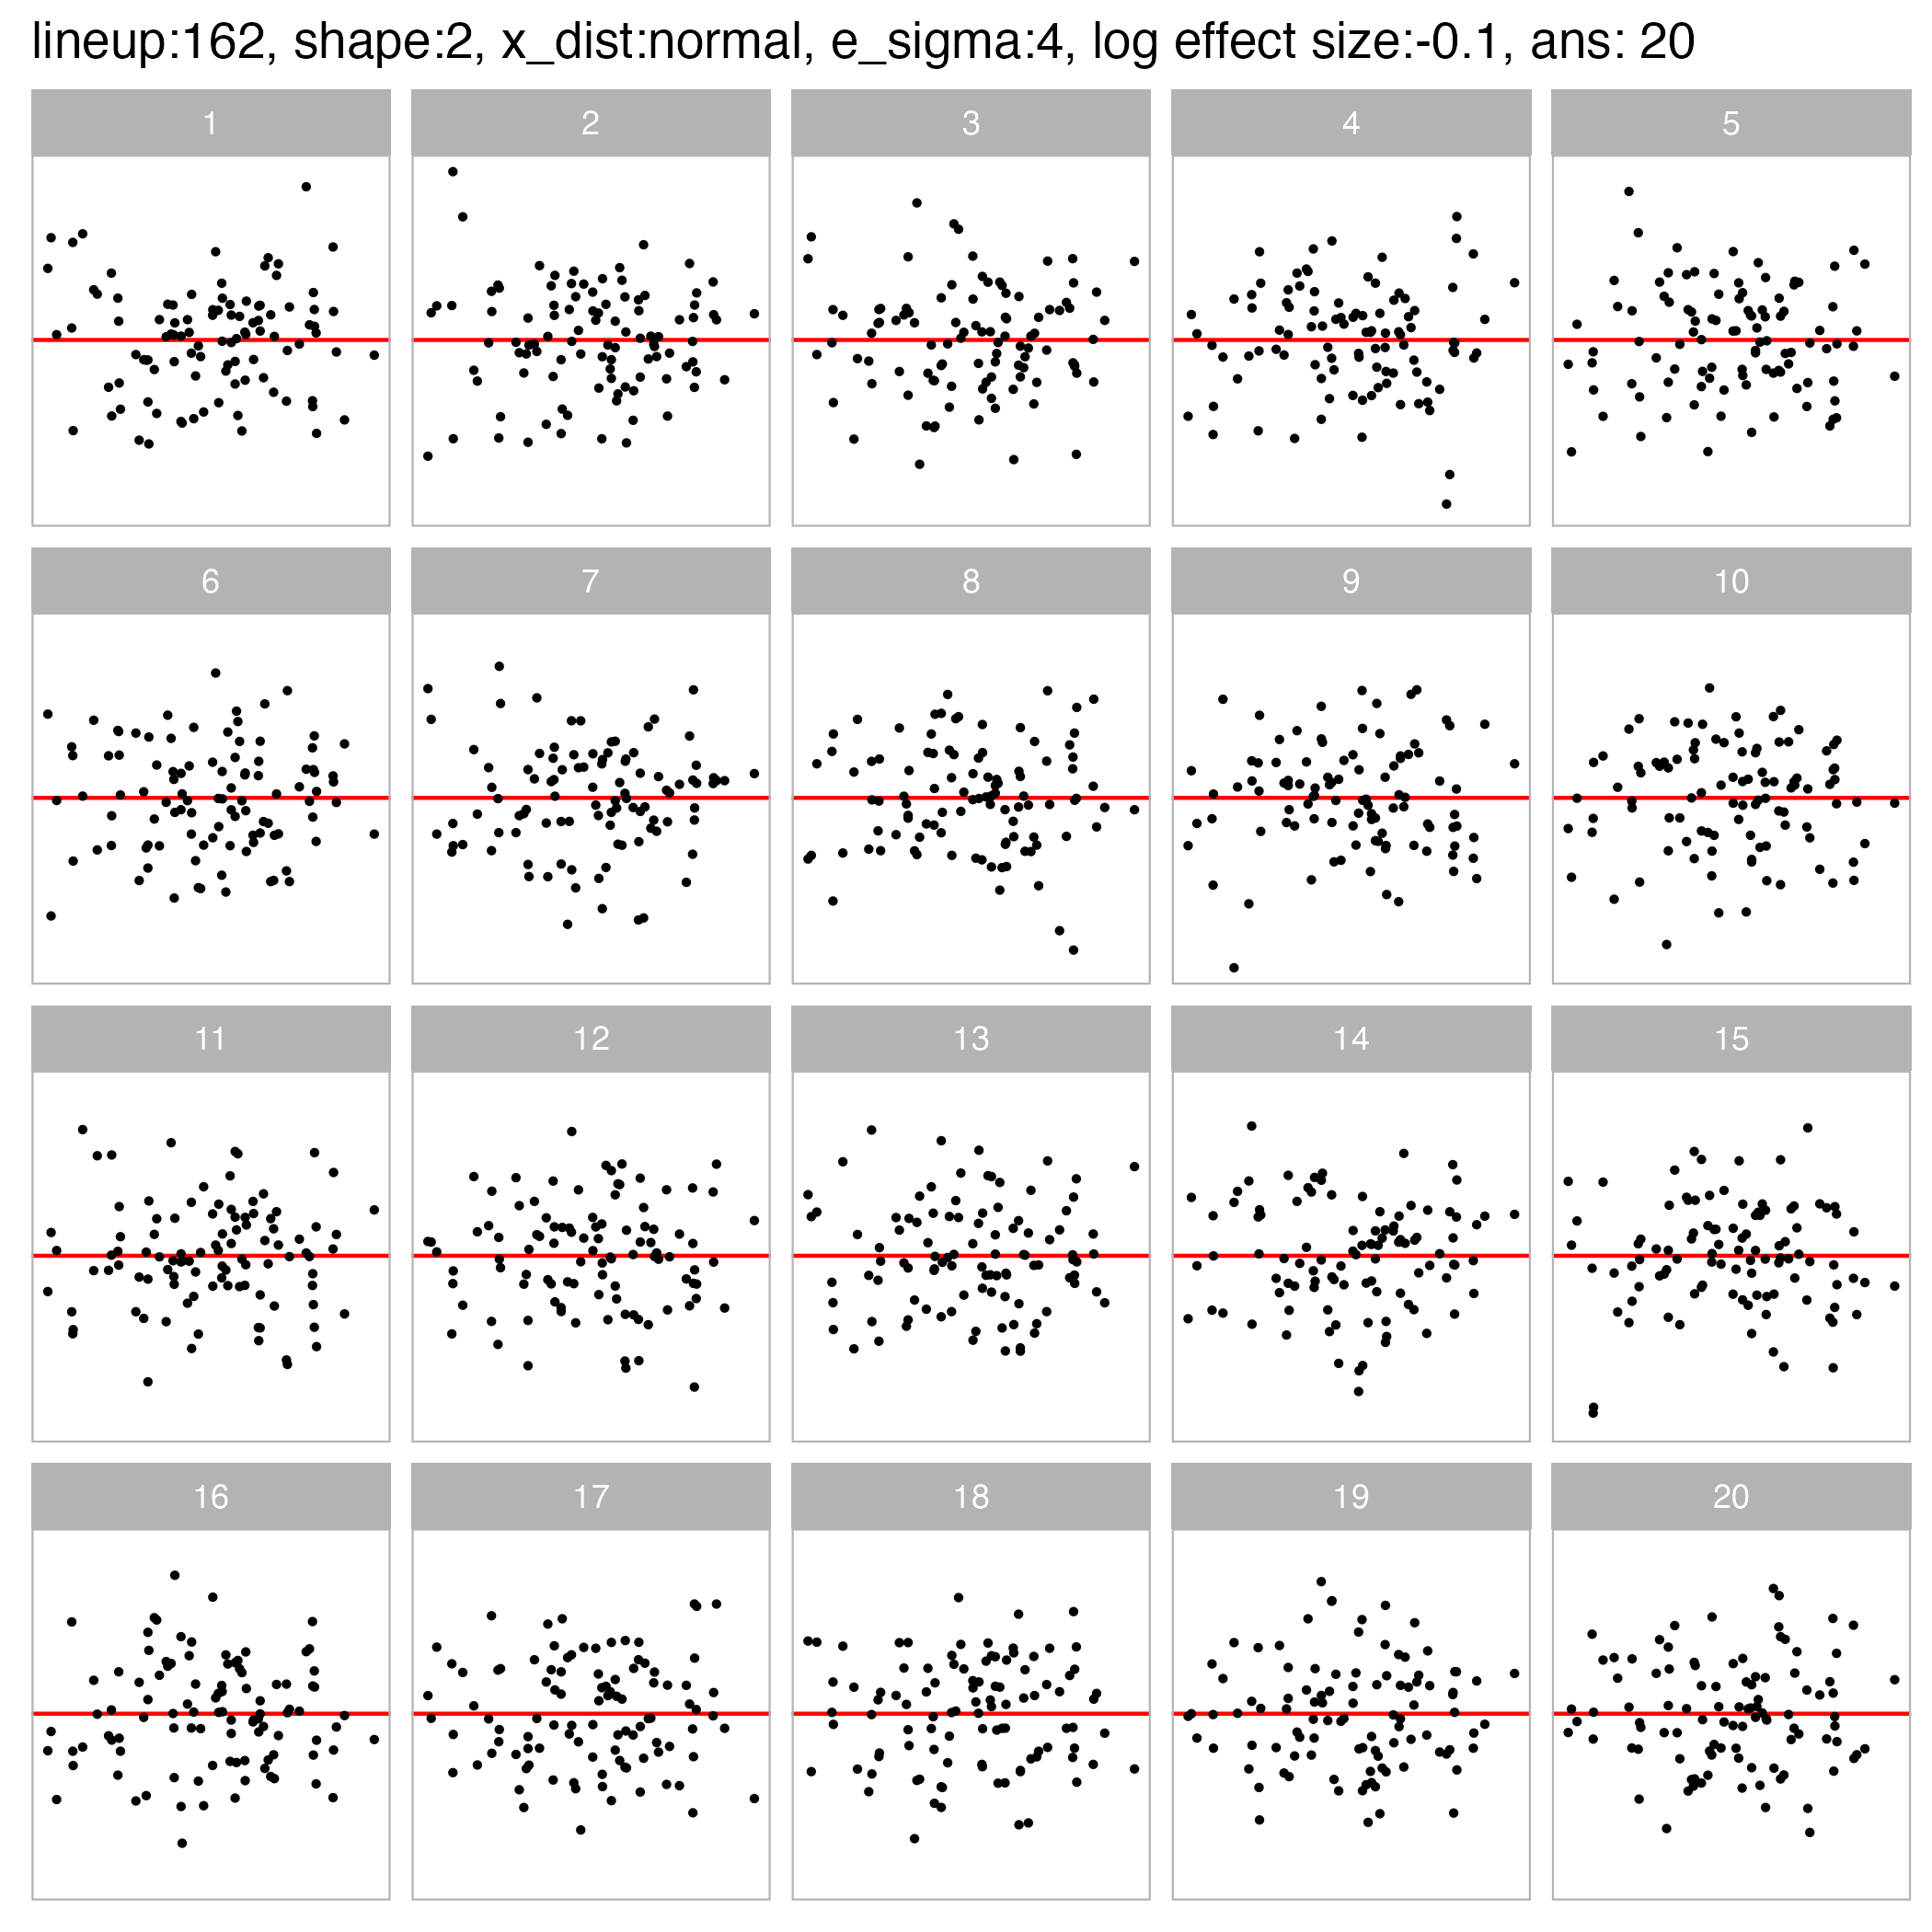 lineup:162, shape:2, x_dist:normal, e_sigma:4, log effect size:-0.1, ans: 20
1 2 3 4 5
6 7 8 9 10
11 12 13 14 15
16 17 18 19 20